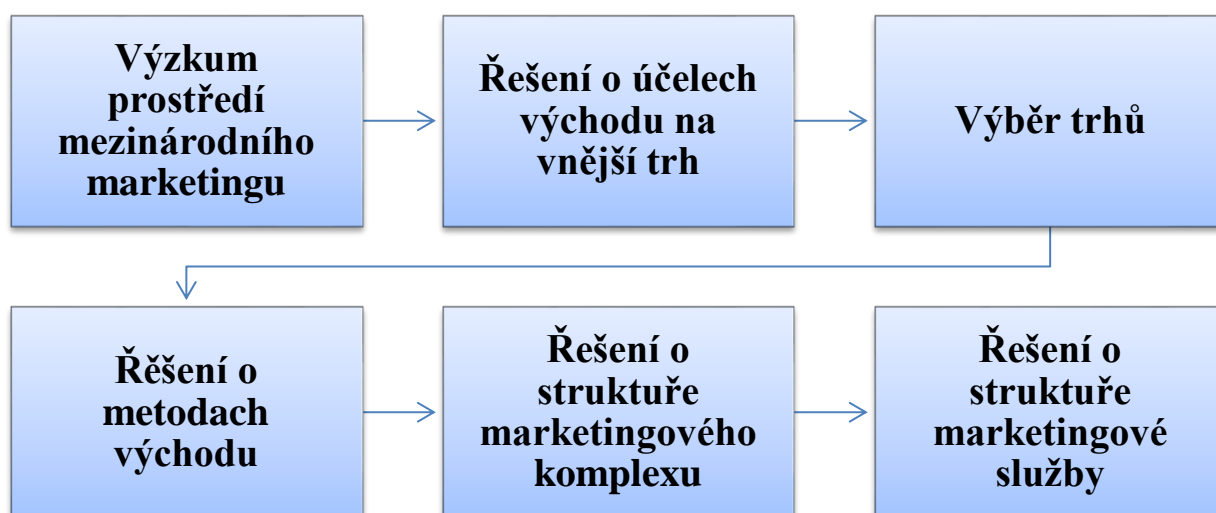 Výzkum
prostředí
mezinárodního
marketingu
Řešení o účelech
východu na
vnější trh
Výběr trhů
Řěšení o
metodach
východu
Řešení o
struktuře
marketingového
komplexu
Řešení o
struktuře
marketingové
služby